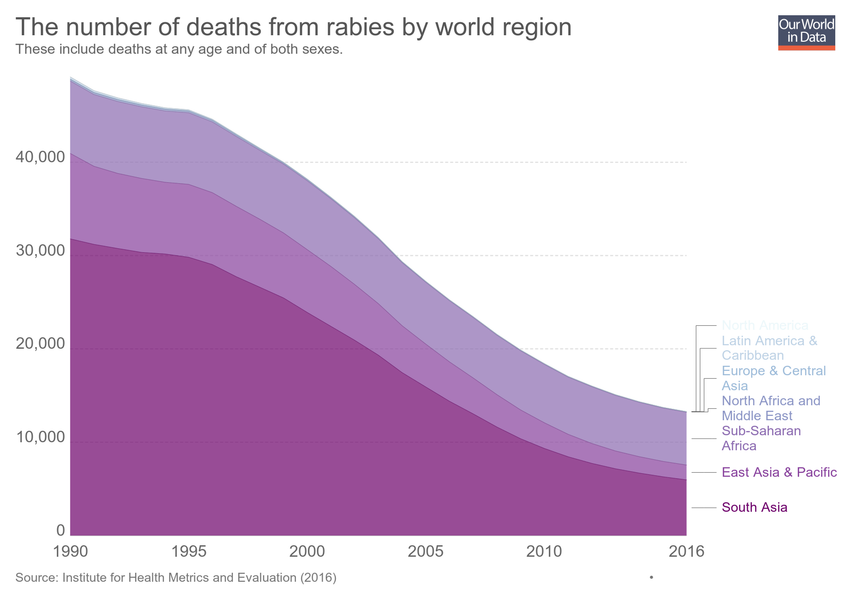 The number of deaths from rabies by world region
These include deaths at any age and of both sexes.
Our World
in Data
40,000
30,000
20,000
10,000
0
1990
1995
2000
2005
2010
2016
North America
Latin America &
Caribbean
Europe & Central
Asia
North Africa and
Middle East
Sub-Saharan
Africa
East Asia & Pacific
South Asia
Source: Institute for Health Metrics and Evaluation (2016)